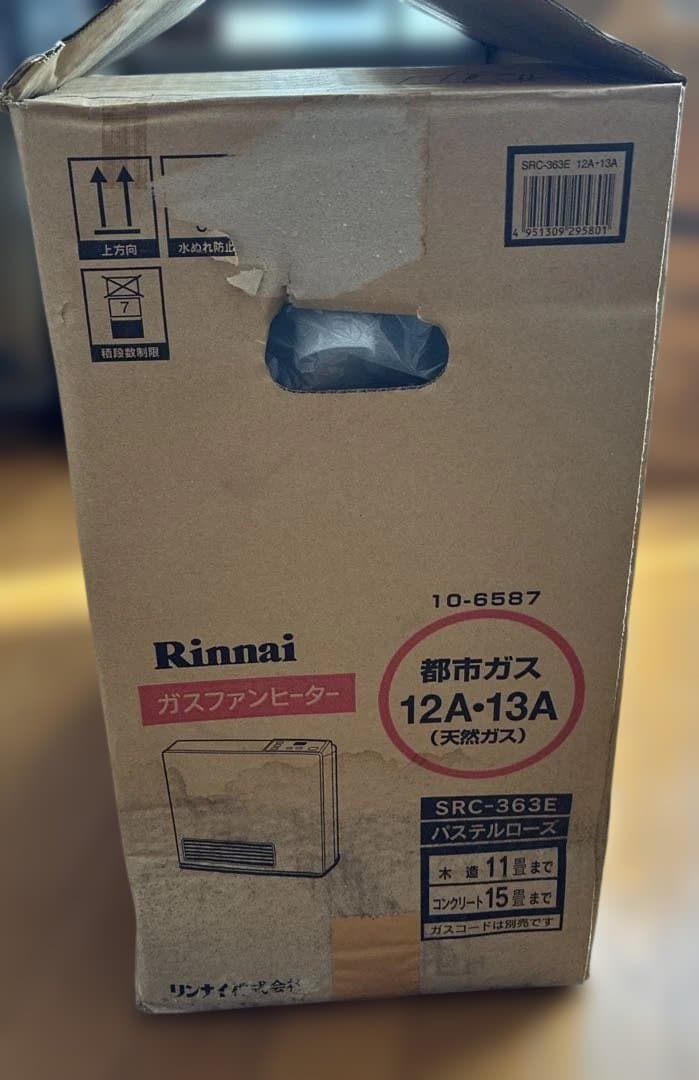 SRC-363E 12A・13A
4 951309 295801
上方向
水ぬれ防止
7
積段数制限
10-6587
Rinnai
ガスファンヒーター
都市ガス
12A・13A
(天然ガス)
SRC-363E
パステルローズ
木造11畳まで
コンクリート15畳まで
ガスコードは別売です
リンナイ株式会社